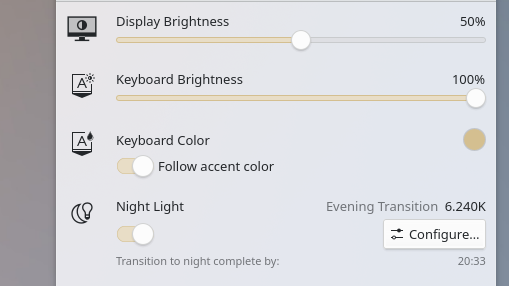 Display Brightness 50%
Keyboard Brightness 100%
A
Keyboard Color
A
Follow accent color
Night Light Evening Transition 6.240K
Configure...
Transition to night complete by: 20:33